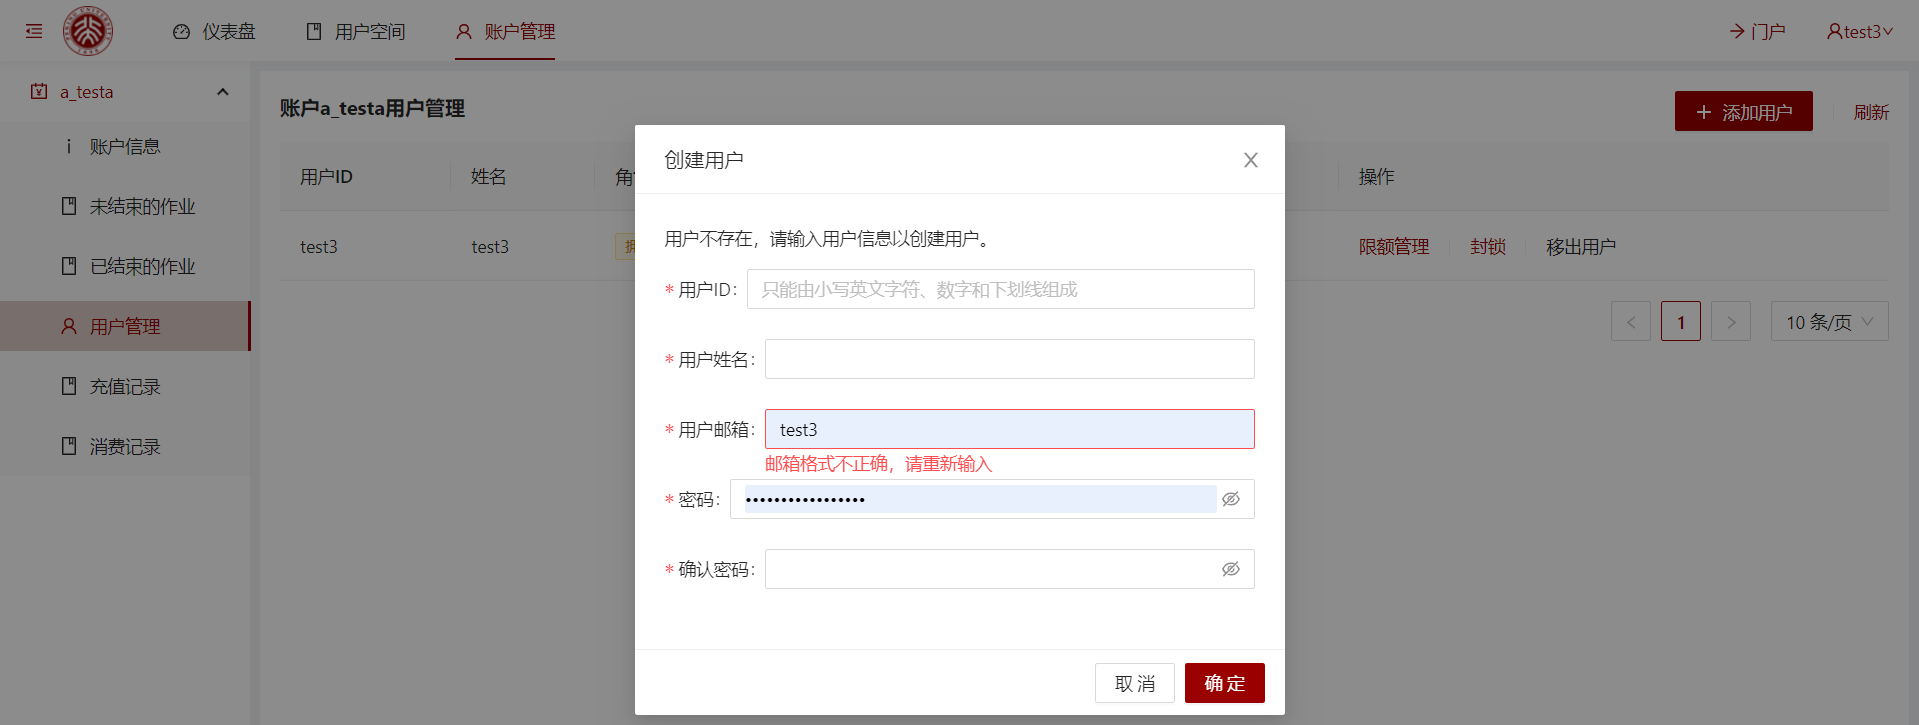 仪表盘
用户空间
账户管理
门户
test3
a_testa
账户信息
未结束的作业
已结束的作业
用户管理
充值记录
消费记录
账户a_testa用户管理
添加用户
刷新
用户ID
姓名
操作
test3
test3
限额管理
封锁
移出用户
1
10 条/页
创建用户
用户不存在，请输入用户信息以创建用户。
* 用户ID：
只能由小写英文字符、数字和下划线组成
* 用户姓名：
* 用户邮箱：
test3
邮箱格式不正确，请重新输入
* 密码：
•••••••••••••••••
* 确认密码：
取 消
确 定